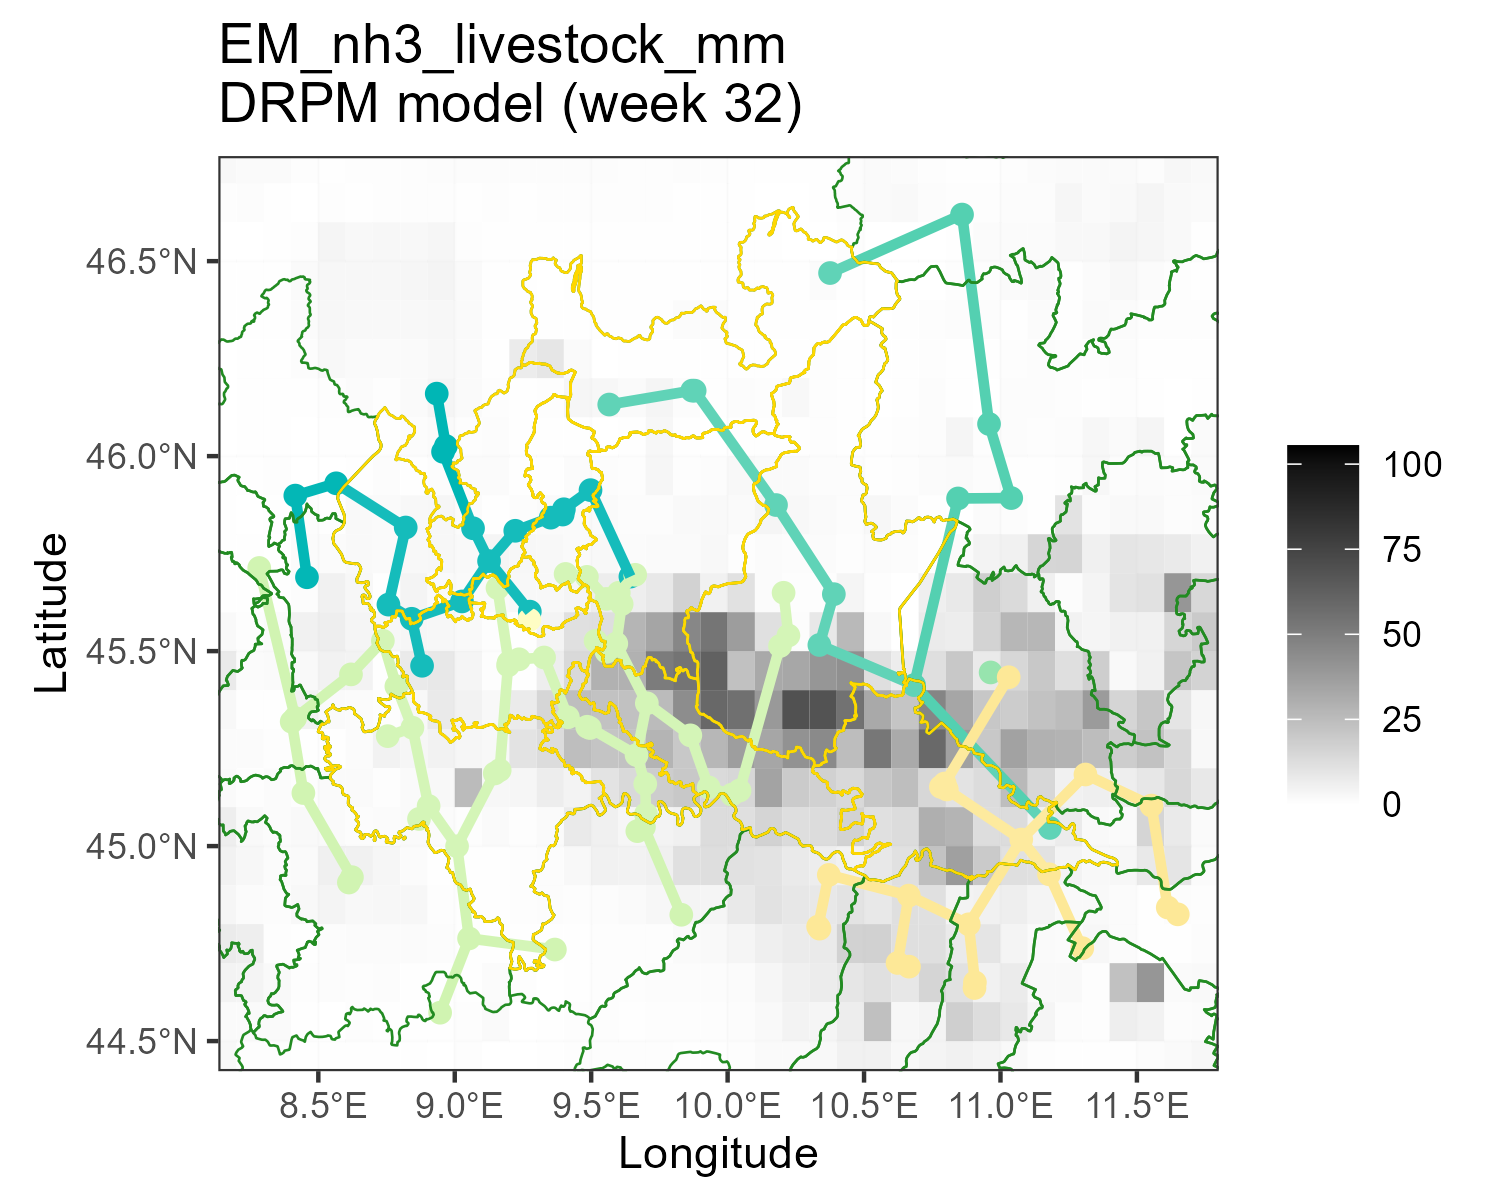 EM_nh3_livestock_mm
DRPM model (week 32)
46.5°N
46.0°N
45.5°N
45.0°N
44.5°N
Latitude
8.5°E 9.0°E 9.5°E 10.0°E 10.5°E 11.0°E 11.5°E
Longitude
100
75
50
25
0